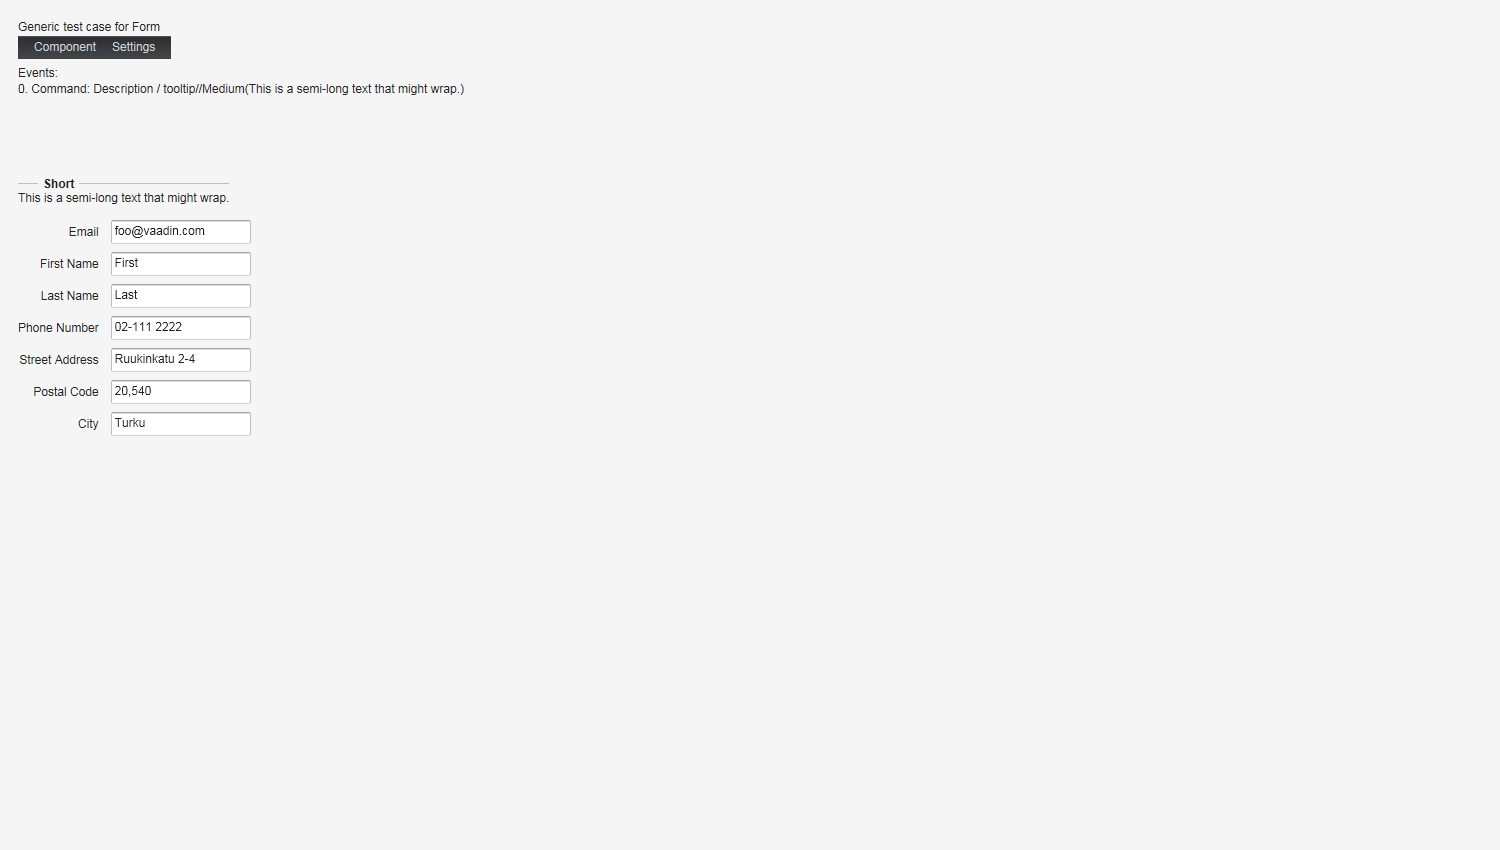 Generic test case for Form
Component Settings
Events:
0. Command: Description / tooltip//Medium(This is a semi-long text that might wrap.)
Short
This is a semi-long text that might wrap.
Email foo@vaadin.com
First Name First
Last Name Last
Phone Number 02-111 2222
Street Address Ruukinkatu 2-4
Postal Code 20,540
City Turku